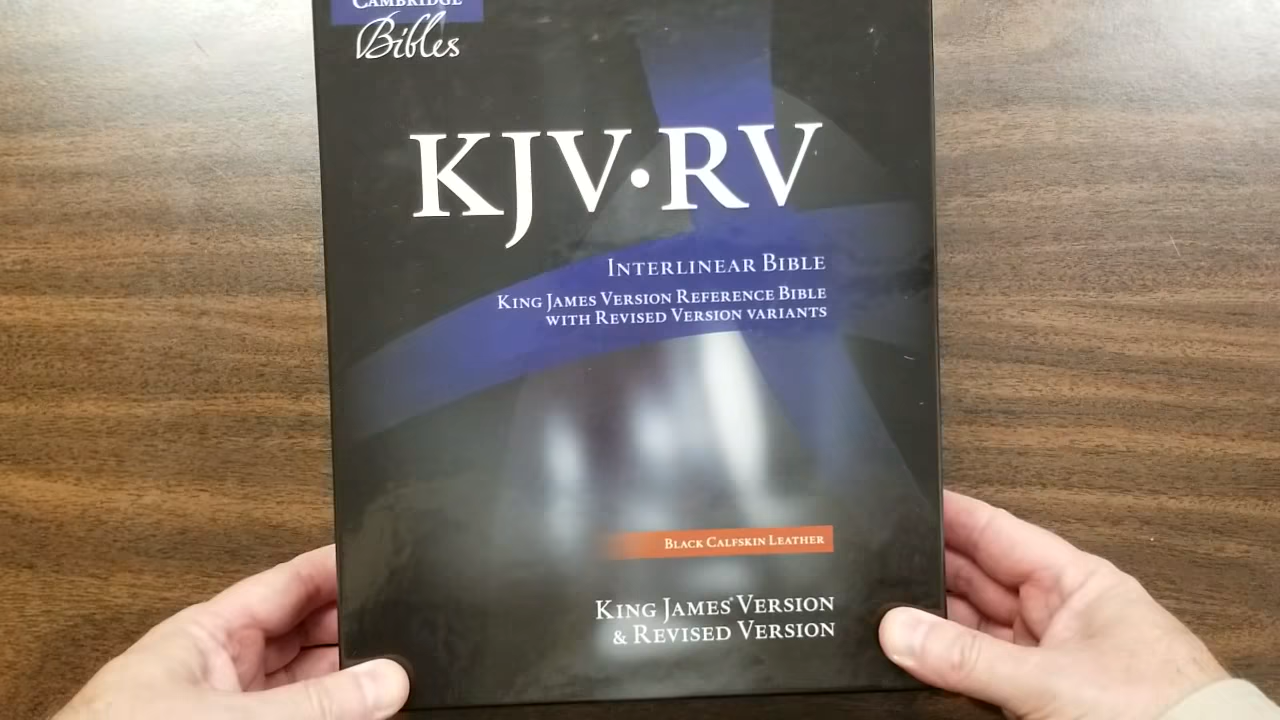 CAMBRIDGE
Bibles
KJV·RV
INTERLINEAR BIBLE
KING JAMES VERSION REFERENCE BIBLE
WITH REVISED VERSION VARIANTS
BLACK CALFSKIN LEATHER
KING JAMES VERSION
& REVISED VERSION